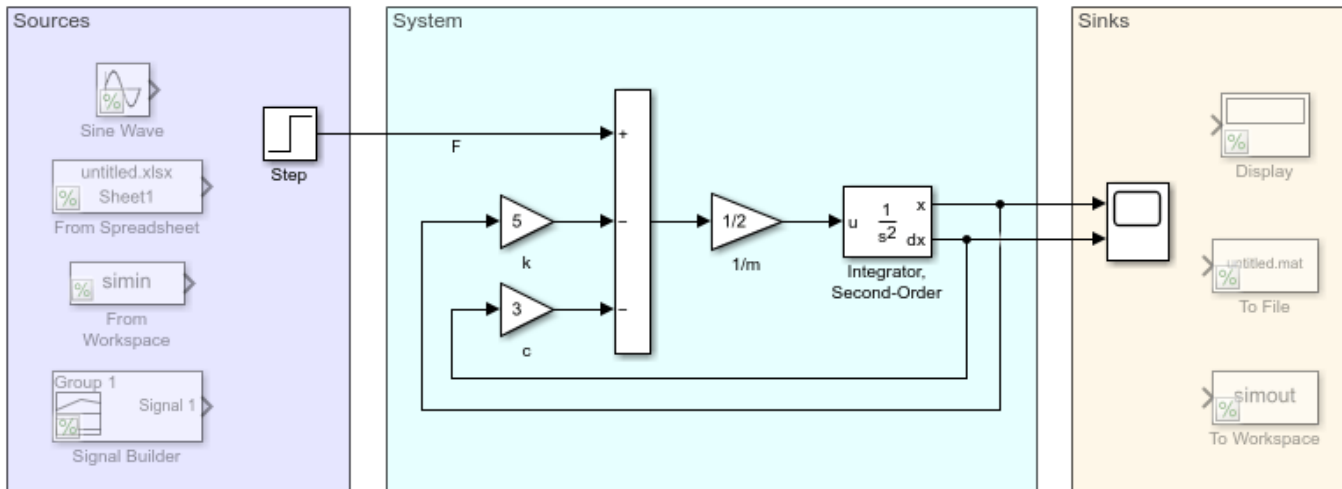 Sources
Sine Wave
untitled.xlsx
Sheet1
From Spreadsheet
simin
From
Workspace
Group 1
Signal 1
Signal Builder
Step
System
F
+
5
k
−
3
c
−
1/2
1/m
u
1
s²
x
dx
Integrator,
Second-Order
Sinks
Display
untitled.mat
To File
simout
To Workspace
%
%
%
%
%
%
%